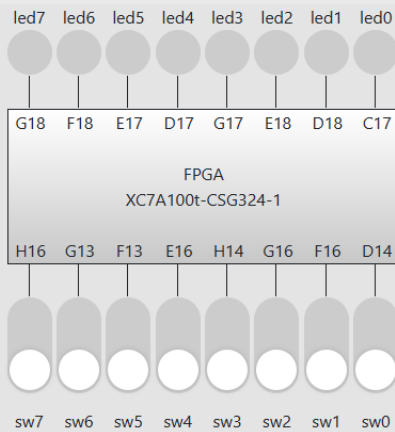 led7 led6 led5 led4 led3 led2 led1 led0
G18 F18 E17 D17 G17 E18 D18 C17
FPGA
XC7A100t-CSG324-1
H16 G13 F13 E16 H14 G16 F16 D14
sw7 sw6 sw5 sw4 sw3 sw2 sw1 sw0